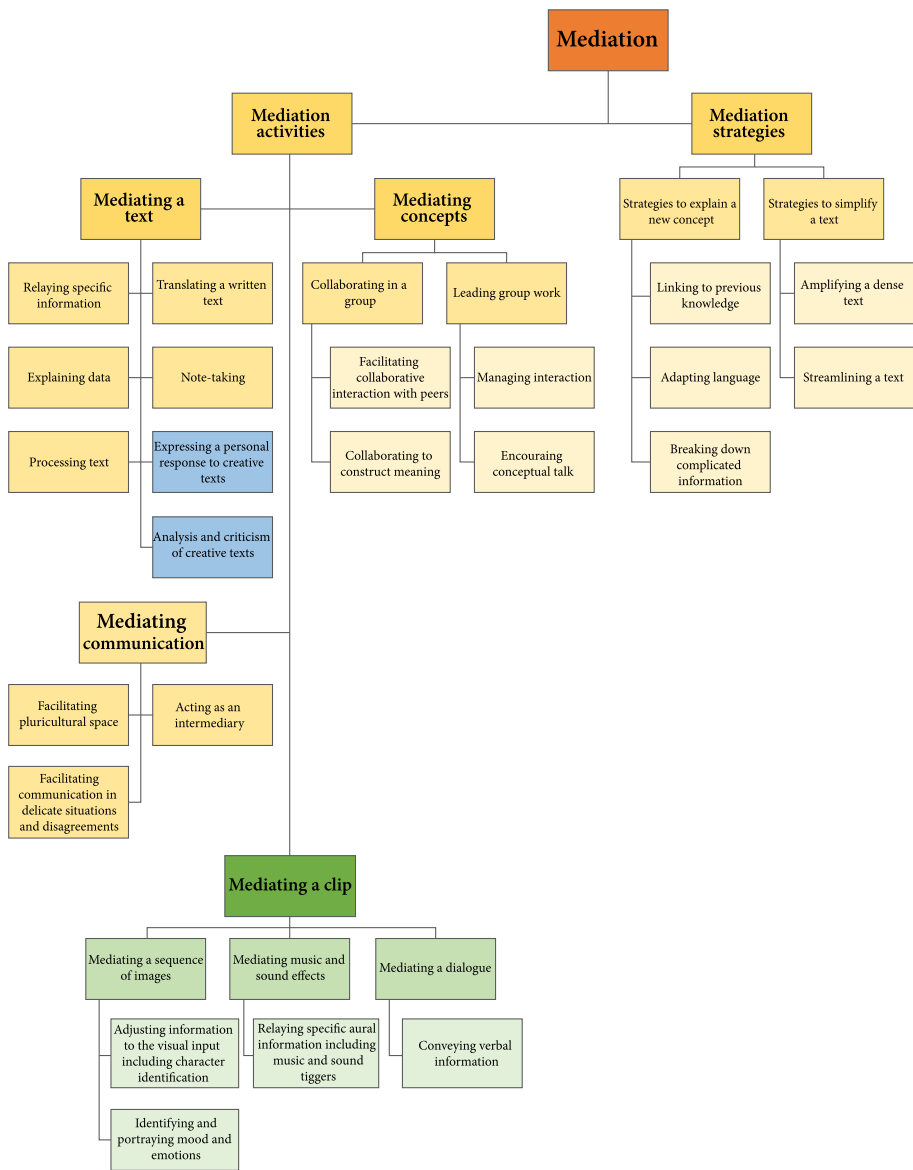 Mediation
Mediation
activities
Mediation
strategies
Mediating a
text
Mediating
concepts
Strategies to explain a
new concept
Strategies to simplify
a text
Relaying specific
information
Translating a written
text
Collaborating in a
group
Leading group work
Linking to previous
knowledge
Amplifying a dense
text
Explaining data
Note-taking
Facilitating
collaborative
interaction with peers
Managing interaction
Adapting language
Streamlining a text
Processing text
Expressing a personal
response to creative
texts
Collaborating to
construct meaning
Encouraing
conceptual talk
Breaking down
complicated
information
Analysis and criticism
of creative texts
Mediating
communication
Facilitating
pluricultural space
Acting as an
intermediary
Facilitating
communication in
delicate situations
and disagreements
Mediating a clip
Mediating a sequence
of images
Mediating music and
sound effects
Mediating a dialogue
Adjusting information
to the visual input
including character
identification
Relaying specific aural
information including
music and sound
tiggers
Conveying verbal
information
Identifying and
portraying mood and
emotions